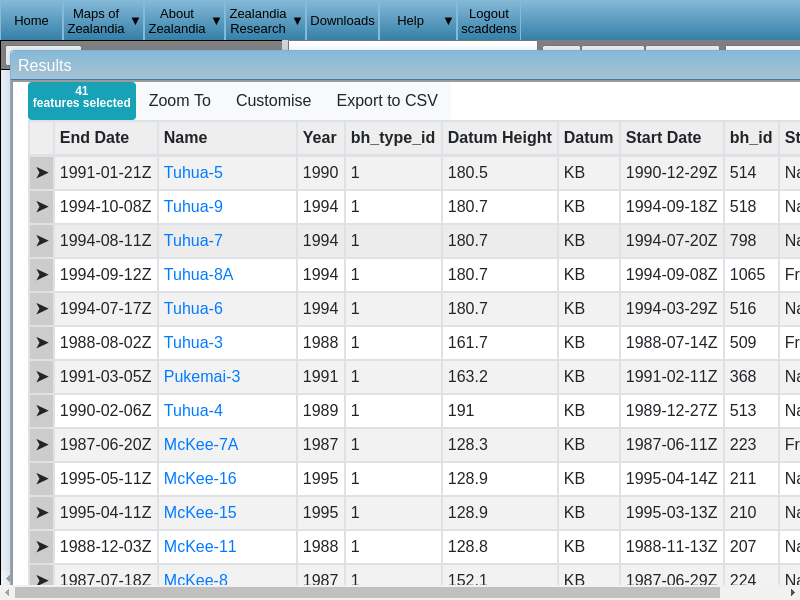 Home Maps of Zealandia ▼ About Zealandia ▼ Zealandia Research ▼ Downloads Help ▼ Logout scaddens
Results
41 features selected Zoom To Customise Export to CSV
End Date Name Year bh_type_id Datum Height Datum Start Date bh_id St
➤ 1991-01-21Z Tuhua-5 1990 1 180.5 KB 1990-12-29Z 514 Na
➤ 1994-10-08Z Tuhua-9 1994 1 180.7 KB 1994-09-18Z 518 Na
➤ 1994-08-11Z Tuhua-7 1994 1 180.7 KB 1994-07-20Z 798 Na
➤ 1994-09-12Z Tuhua-8A 1994 1 180.7 KB 1994-09-08Z 1065 Fr
➤ 1994-07-17Z Tuhua-6 1994 1 180.7 KB 1994-03-29Z 516 Na
➤ 1988-08-02Z Tuhua-3 1988 1 161.7 KB 1988-07-14Z 509 Fr
➤ 1991-03-05Z Pukemai-3 1991 1 163.2 KB 1991-02-11Z 368 Na
➤ 1990-02-06Z Tuhua-4 1989 1 191 KB 1989-12-27Z 513 Na
➤ 1987-06-20Z McKee-7A 1987 1 128.3 KB 1987-06-11Z 223 Fr
➤ 1995-05-11Z McKee-16 1995 1 128.9 KB 1995-04-14Z 211 Na
➤ 1995-04-11Z McKee-15 1995 1 128.9 KB 1995-03-13Z 210 Na
➤ 1988-12-03Z McKee-11 1988 1 128.8 KB 1988-11-13Z 207 Na
➤ 1987-07-18Z McKee-8 1987 1 152.1 KB 1987-06-29Z 224 Na